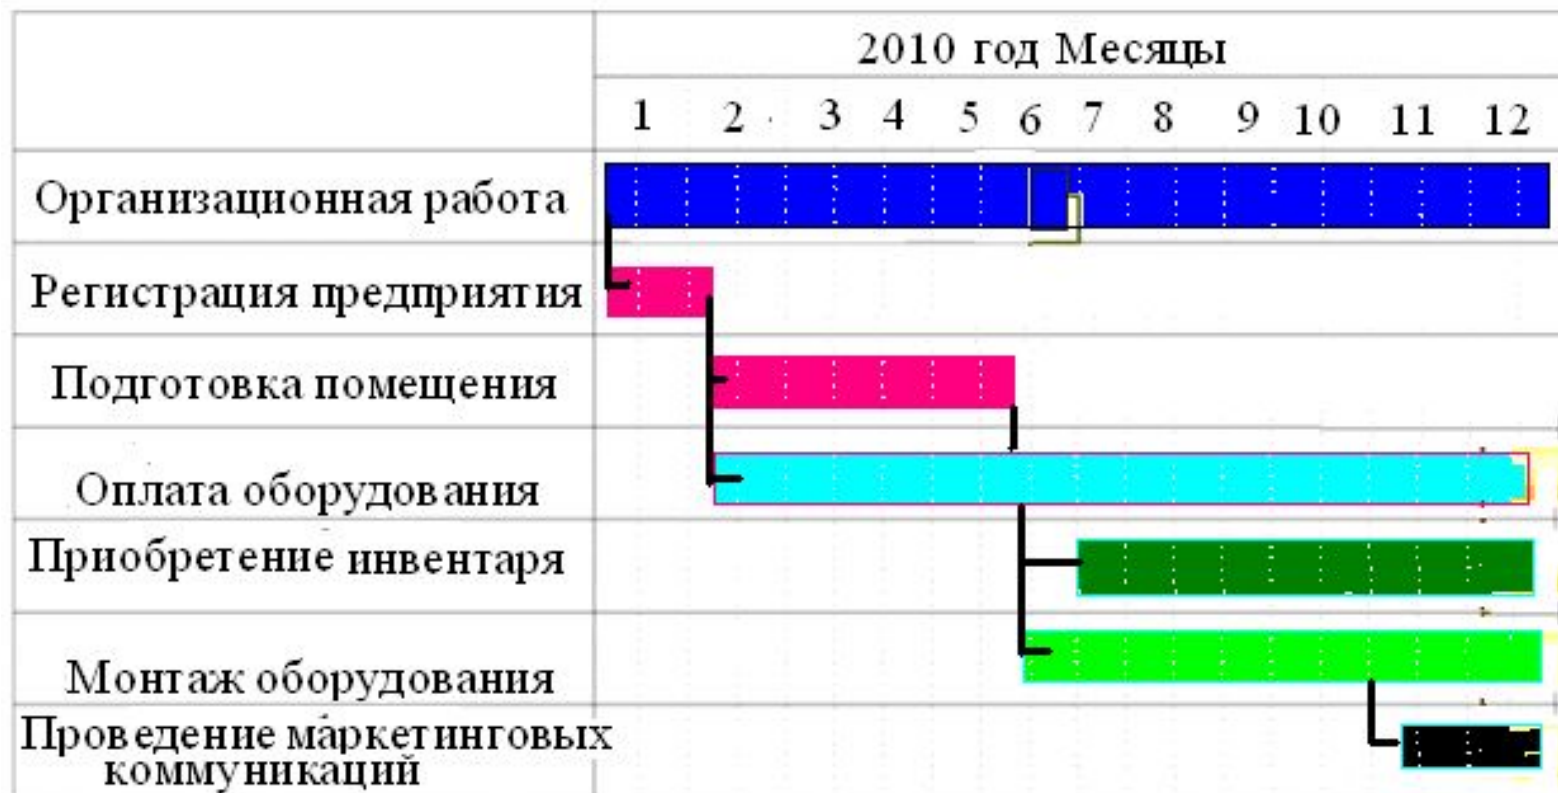 2010 год Месяцы
1 2 3 4 5 6 7 8 9 10 11 12
Организационная работа
Регистрация предприятия
Подготовка помещения
Оплата оборудования
Приобретение инвентаря
Монтаж оборудования
Проведение маркетинговых
коммуникаций